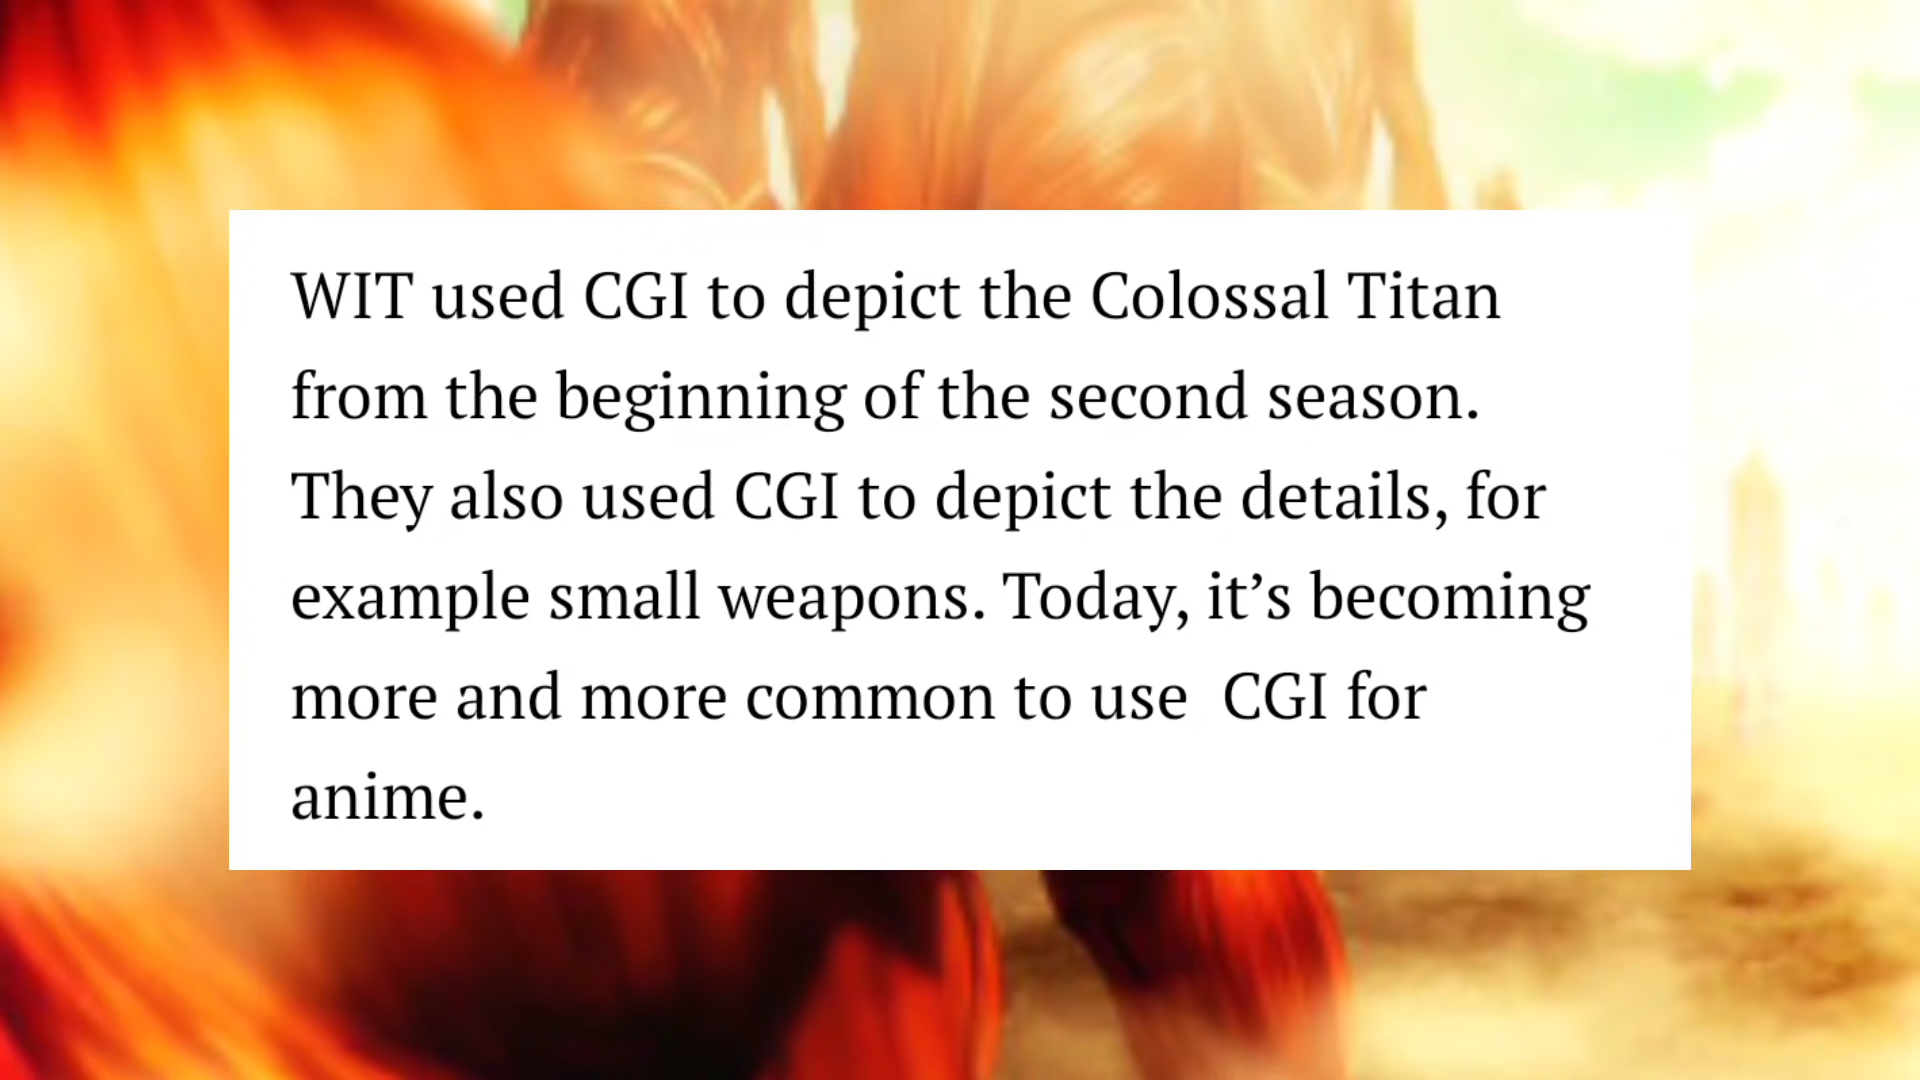 WIT used CGI to depict the Colossal Titan
from the beginning of the second season.
They also used CGI to depict the details, for
example small weapons. Today, it’s becoming
more and more common to use  CGI for
anime.